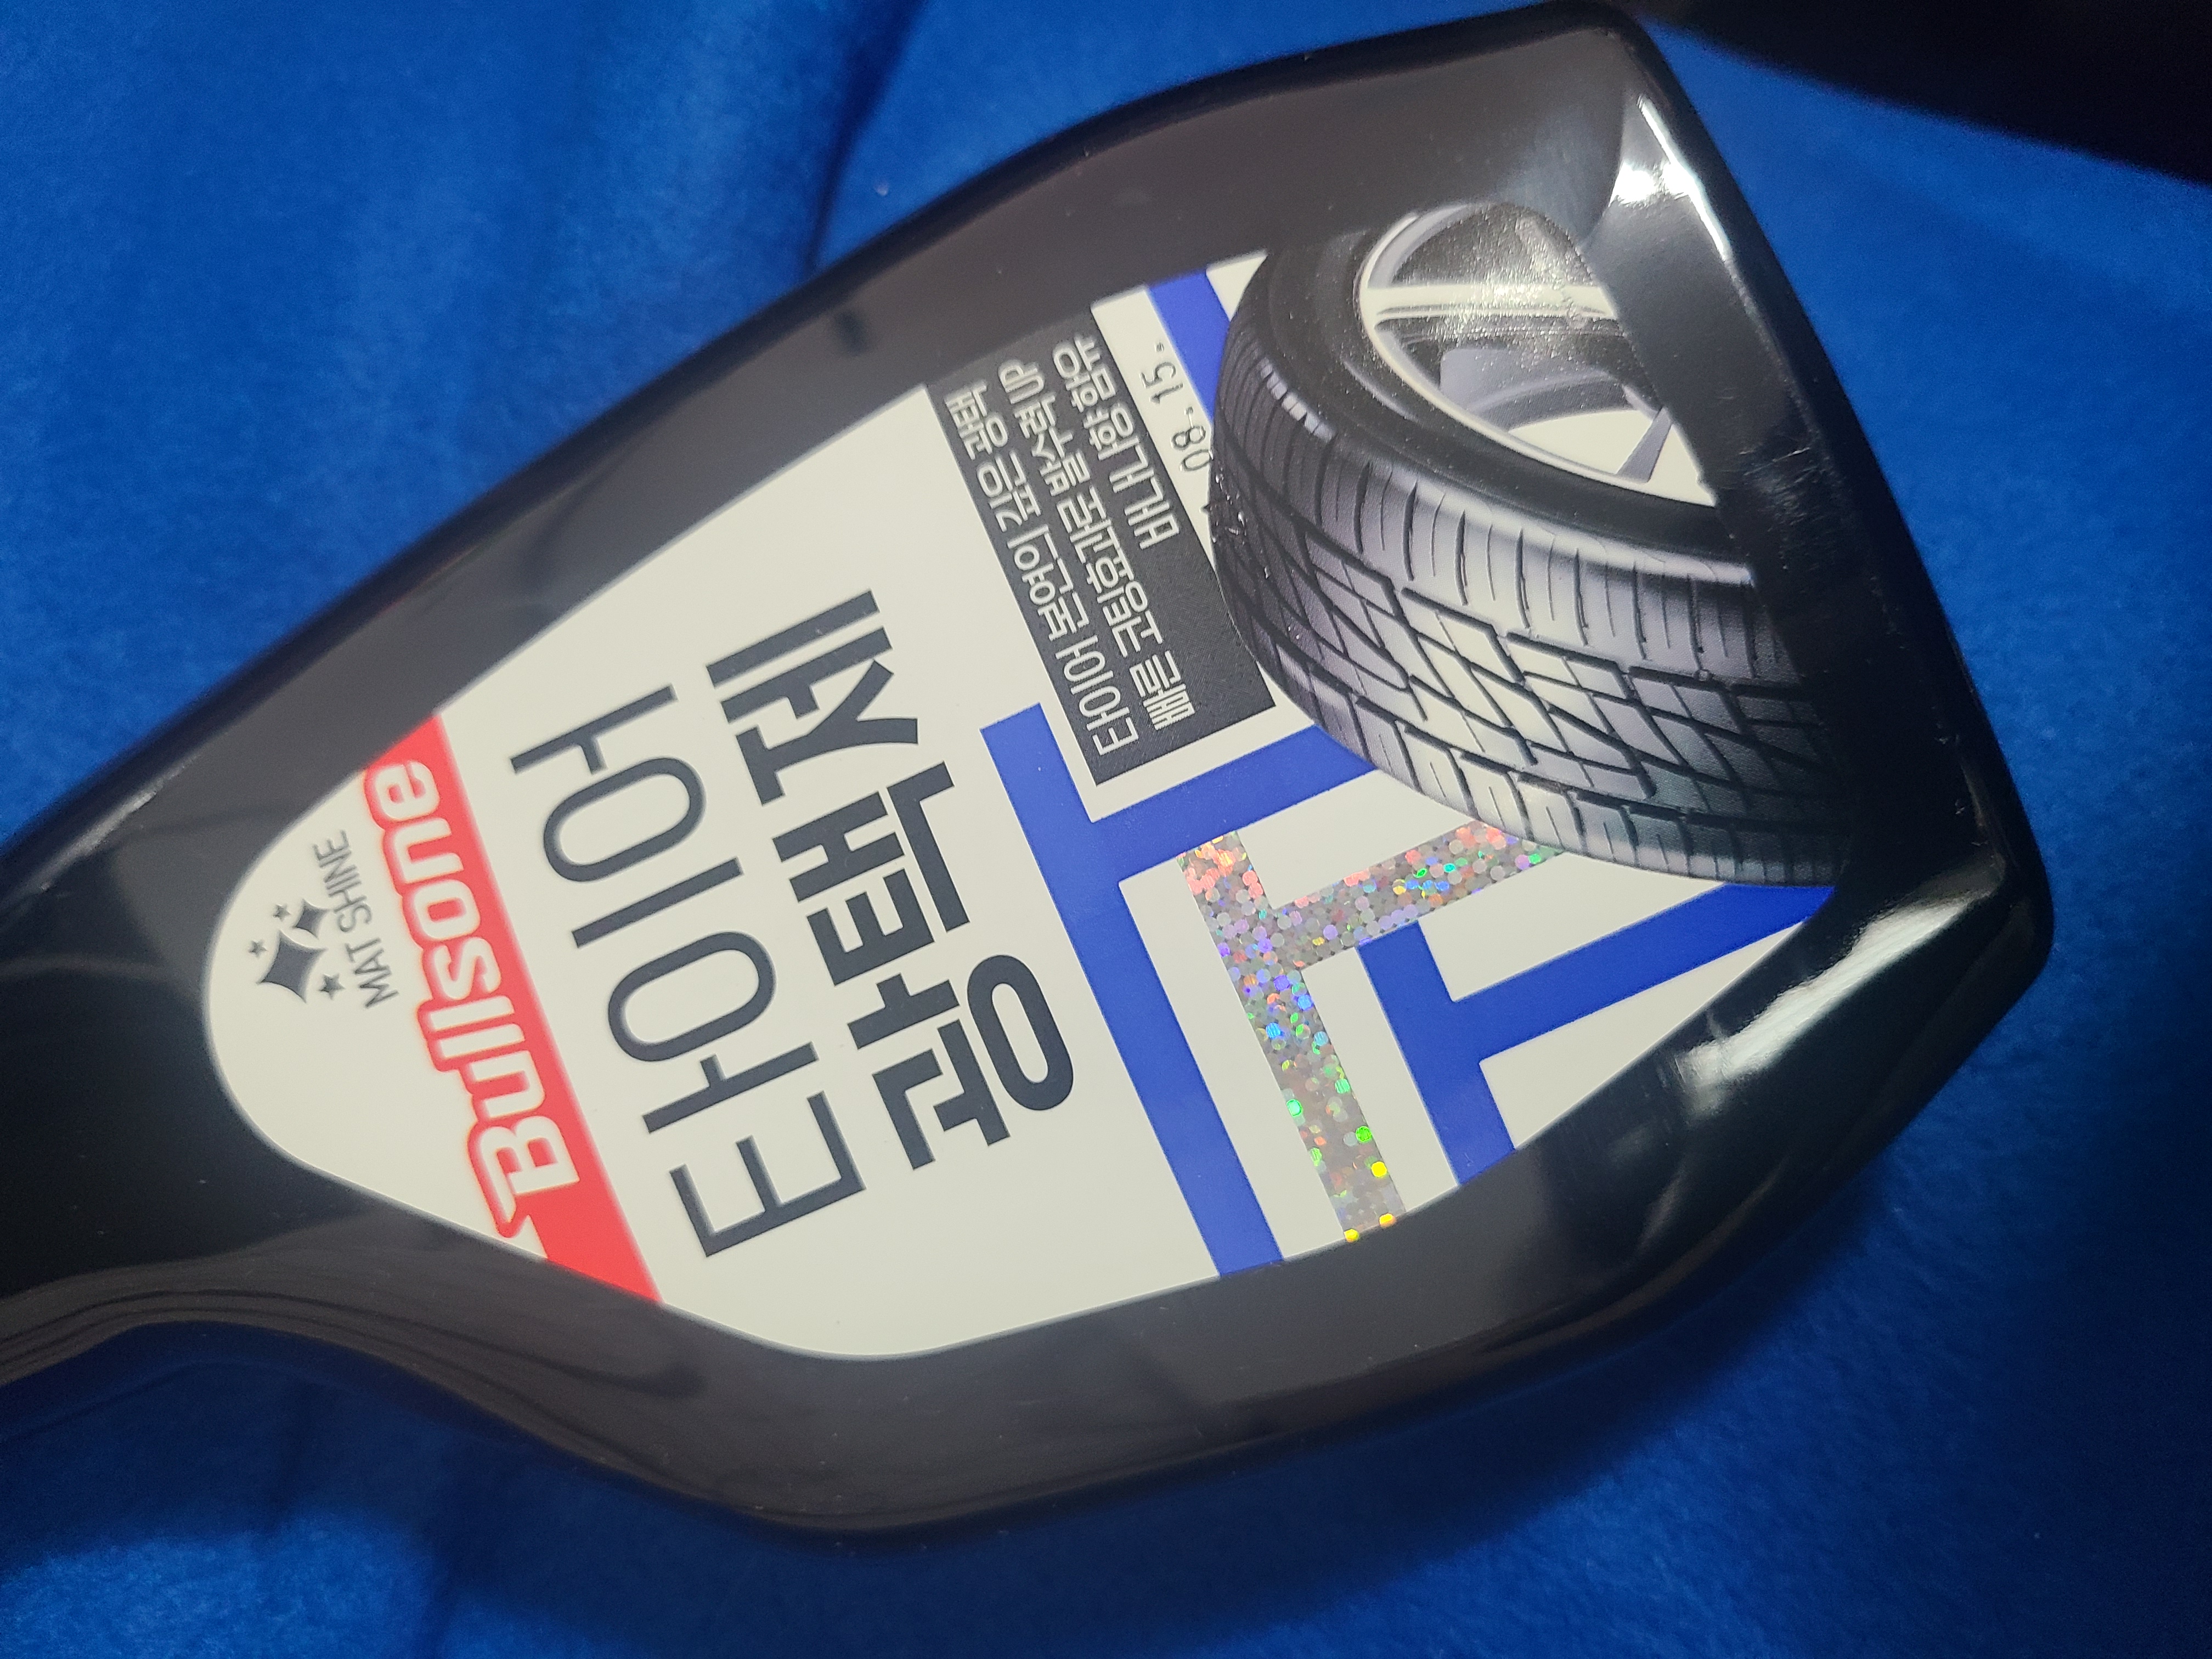 MAT SHINE
Bullsone
타이어
광택제
타이어 본연의 깊은 광택
빠른 코팅효과로 발수력 UP
바나나향 함유
08. 15.